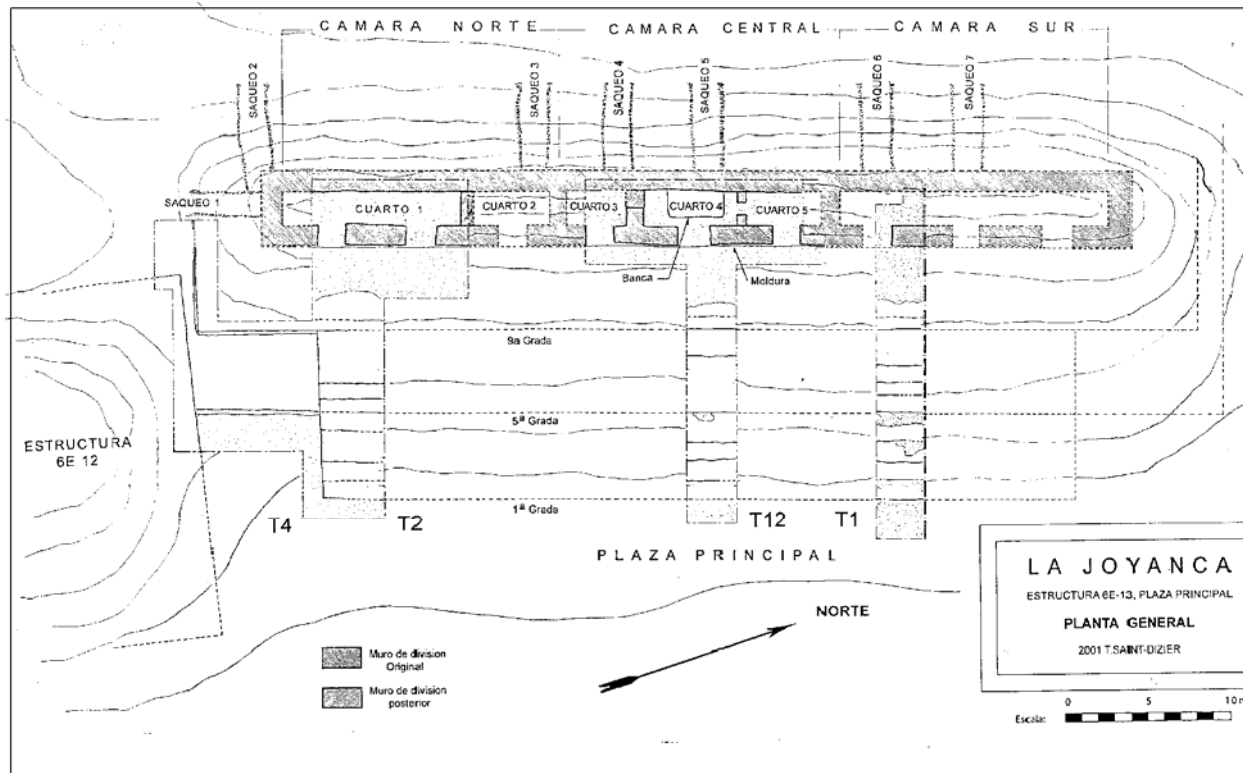 CAMARA NORTE
CAMARA CENTRAL
CAMARA SUR
SAQUEO 2
SAQUEO 3
SAQUEO 4
SAQUEO 5
SAQUEO 6
SAQUEO 7
SAQUEO 1
CUARTO 1
CUARTO 2
CUARTO 3
CUARTO 4
CUARTO 5
Banca
Moldura
9a Grada
5ª Grada
ESTRUCTURA
6E 12
1ª Grada
T4
T2
T12
T1
PLAZA PRINCIPAL
NORTE
Muro de division
Original
Muro de division
posterior
LA JOYANCA
ESTRUCTURA 6E-13, PLAZA PRINCIPAL
PLANTA GENERAL
2001 T.SAINT-DIZIER
Escala:
0 5 10 m